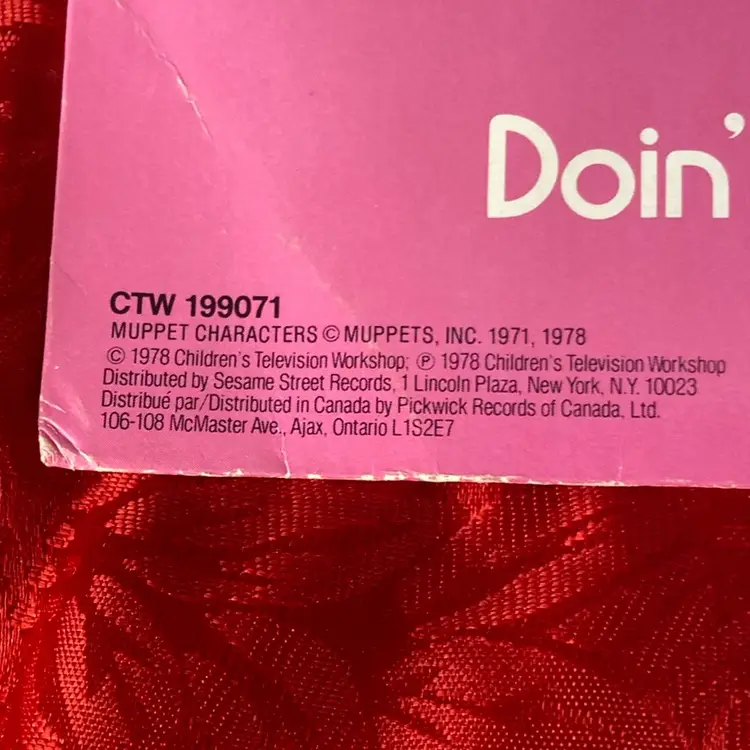 Doin'
CTW 199071
MUPPET CHARACTERS © MUPPETS, INC. 1971, 1978
© 1978 Children's Television Workshop; ℗ 1978 Children's Television Workshop
Distributed by Sesame Street Records, 1 Lincoln Plaza, New York, N.Y. 10023
Distribué par/Distributed in Canada by Pickwick Records of Canada, Ltd.
106-108 McMaster Ave., Ajax, Ontario L1S2E7